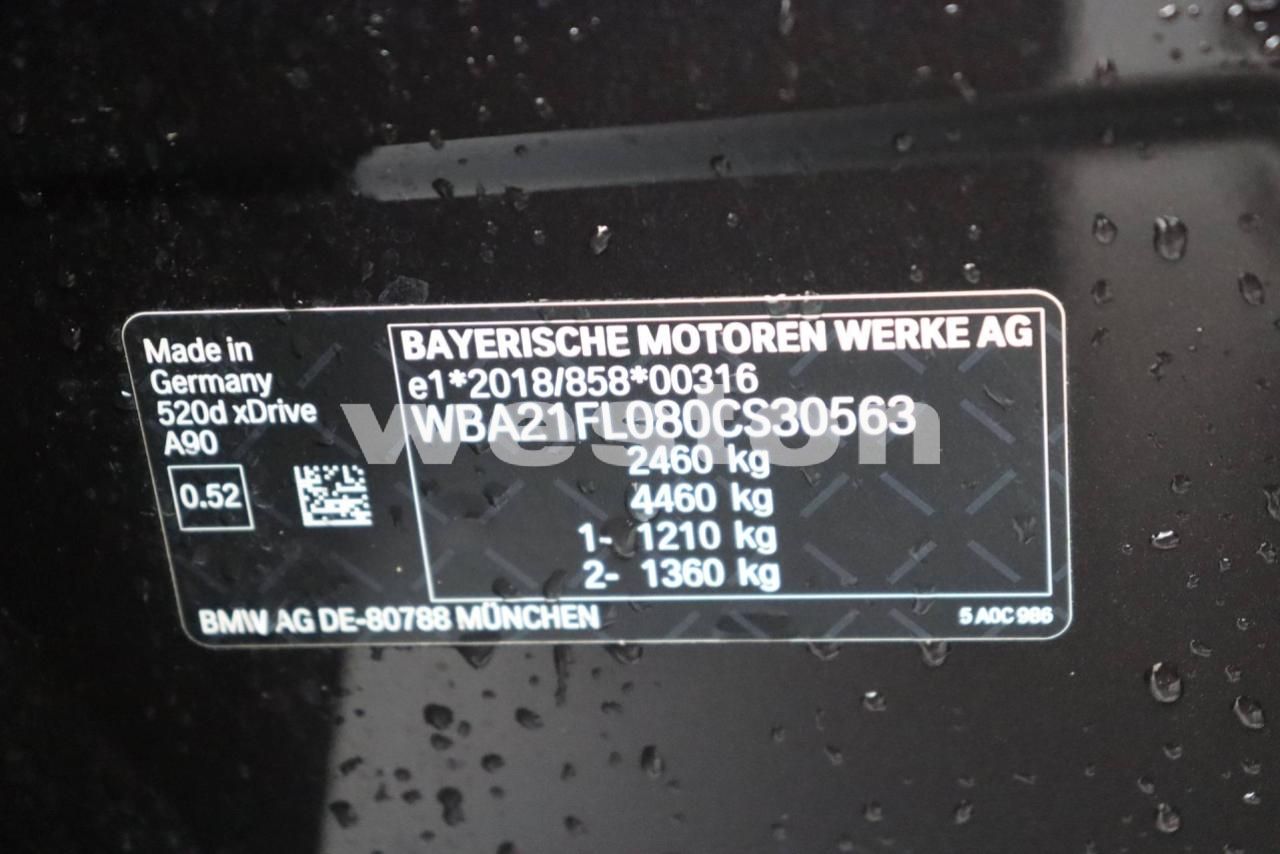 Made in
Germany
520d xDrive
A90
0.52
BAYERISCHE MOTOREN WERKE AG
e1*2018/858*00316
WBA21FL080CS30563
weston
2460 kg
4460 kg
1- 1210 kg
2- 1360 kg
BMW AG DE-80788 MÜNCHEN
5 A0C 986